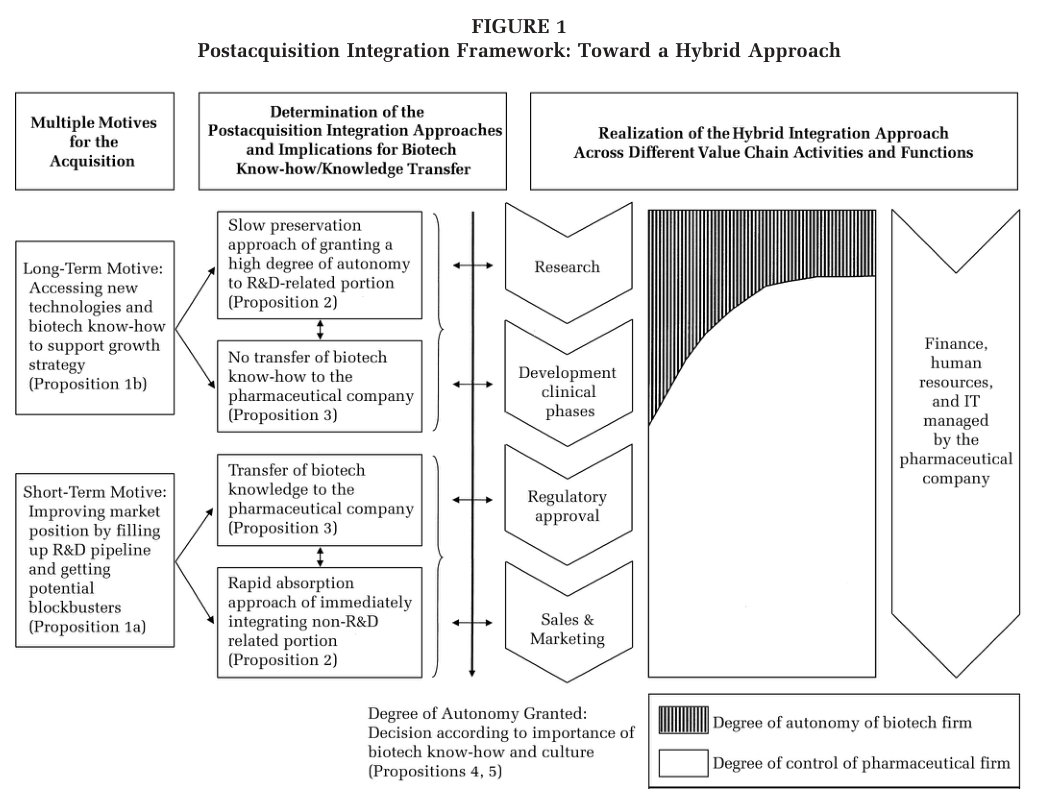 FIGURE 1
Postacquisition Integration Framework: Toward a Hybrid Approach
Multiple Motives
for the
Acquisition
Determination of the
Postacquisition Integration Approaches
and Implications for Biotech
Know-how/Knowledge Transfer
Realization of the Hybrid Integration Approach
Across Different Value Chain Activities and Functions
Long-Term Motive:
Accessing new
technologies and
biotech know-how
to support growth
strategy
(Proposition 1b)
Short-Term Motive:
Improving market
position by filling
up R&D pipeline
and getting
potential
blockbusters
(Proposition 1a)
Slow preservation
approach of granting a
high degree of autonomy
to R&D-related portion
(Proposition 2)
No transfer of biotech
know-how to the
pharmaceutical company
(Proposition 3)
Transfer of biotech
knowledge to the
pharmaceutical company
(Proposition 3)
Rapid absorption
approach of immediately
integrating non-R&D
related portion
(Proposition 2)
Research
Development
clinical
phases
Regulatory
approval
Sales &
Marketing
Finance,
human
resources,
and IT
managed
by the
pharmaceutical
company
Degree of Autonomy Granted:
Decision according to importance of
biotech know-how and culture
(Propositions 4, 5)
Degree of autonomy of biotech firm
Degree of control of pharmaceutical firm